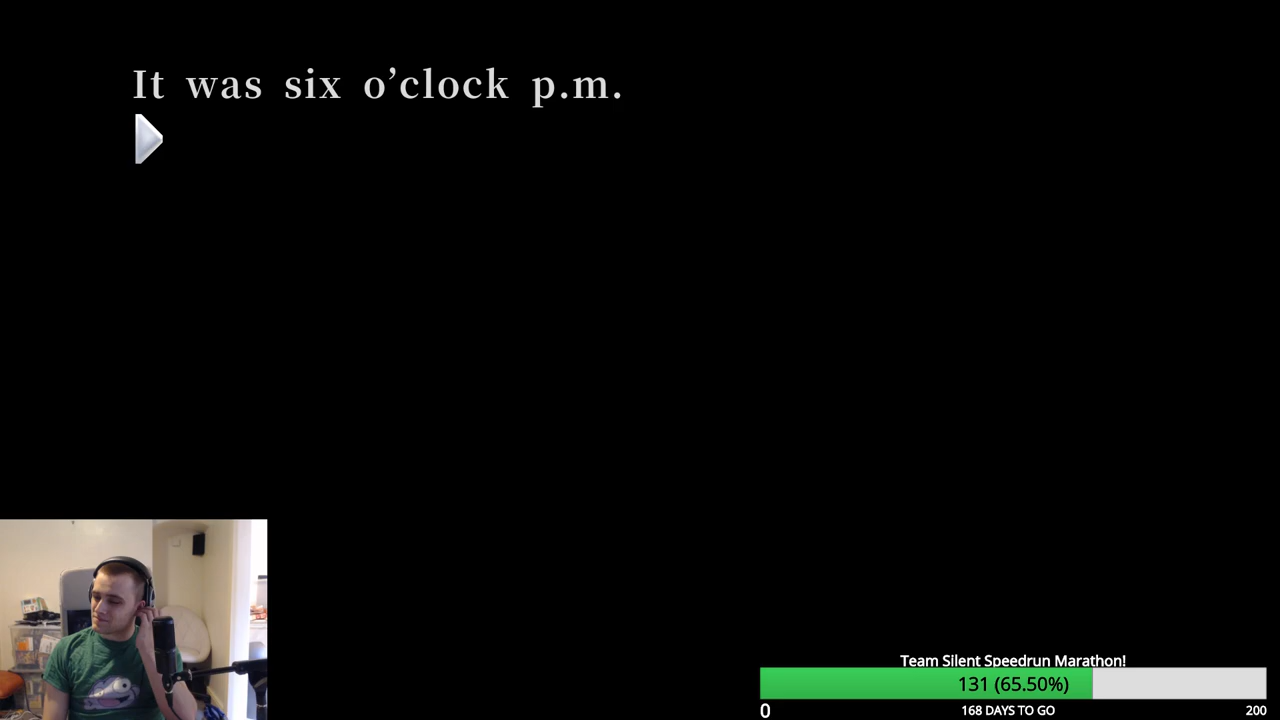 It was six o’clock p.m.
Team Silent Speedrun Marathon!
131 (65.50%)
0
168 DAYS TO GO
200